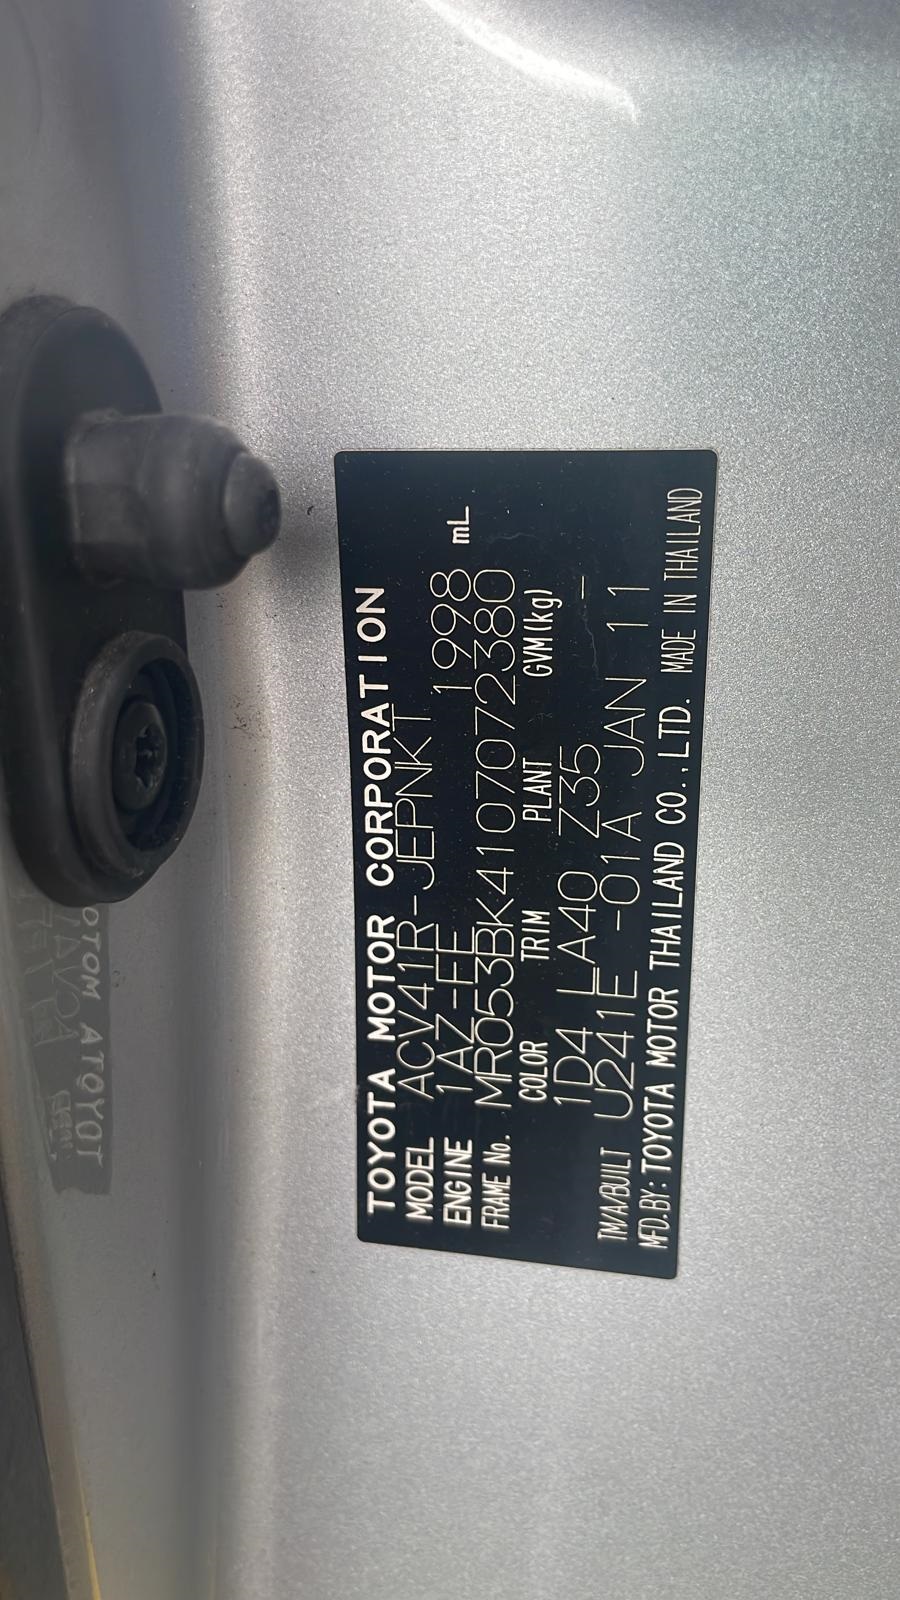 TOYOTA MOTOR CORPORATION
MODEL ACV41R-JEPNKT
ENGINE 1AZ-FE 1998 mL
FRAME No. MR053BK4107072380
COLOR TRIM PLANT GVM(kg)
1D4 LA40 Z35 -
TM/A/BUILT U241E -01A JAN 11
MFD.BY: TOYOTA MOTOR THAILAND CO.,LTD. MADE IN THAILAND